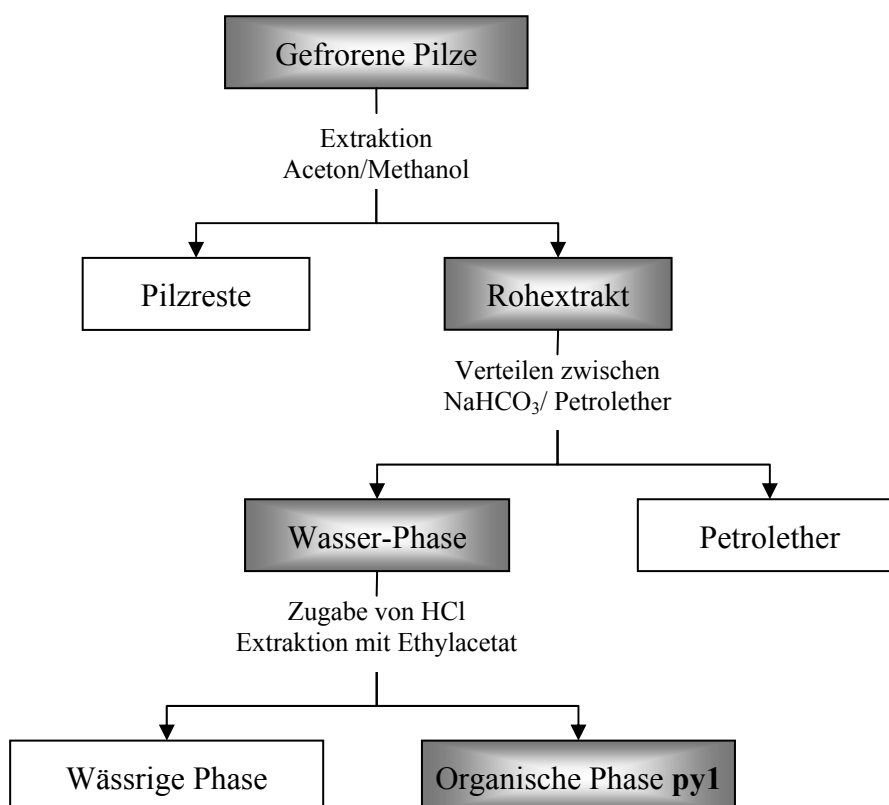 Gefrorene Pilze
Extraktion
Aceton/Methanol
Pilzreste
Rohextrakt
Verteilen zwischen
NaHCO₃/ Petrolether
Wasser-Phase
Petrolether
Zugabe von HCl
Extraktion mit Ethylacetat
Wässrige Phase
Organische Phase py1